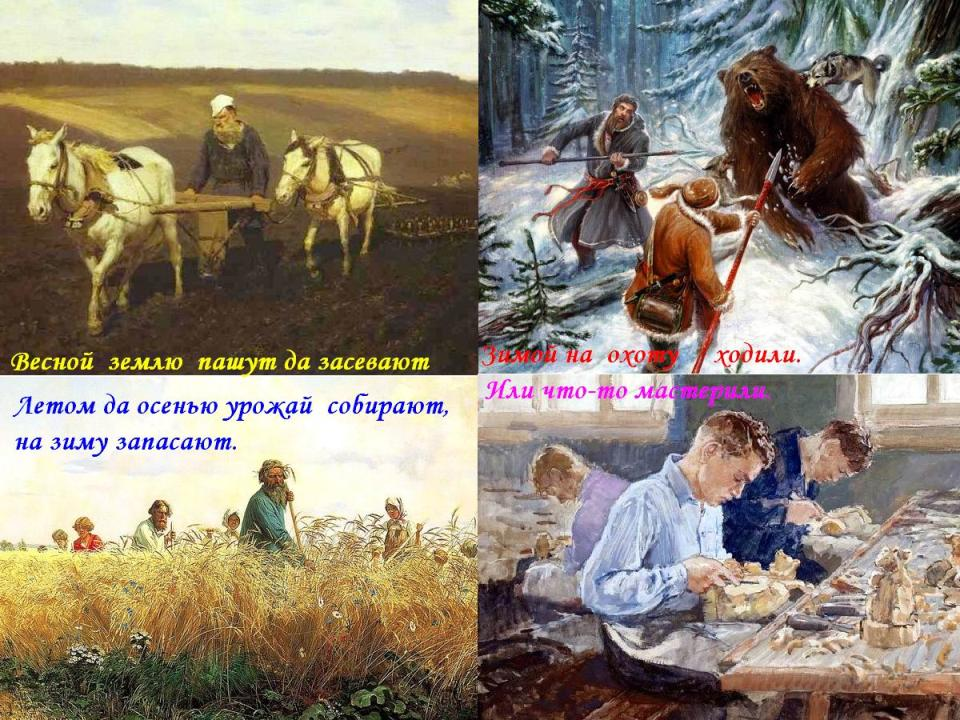 Весной землю пашут да засевают
Зимой на охоту ходили.
Или что-то мастерили.
Летом да осенью урожай собирают,
на зиму запасают.